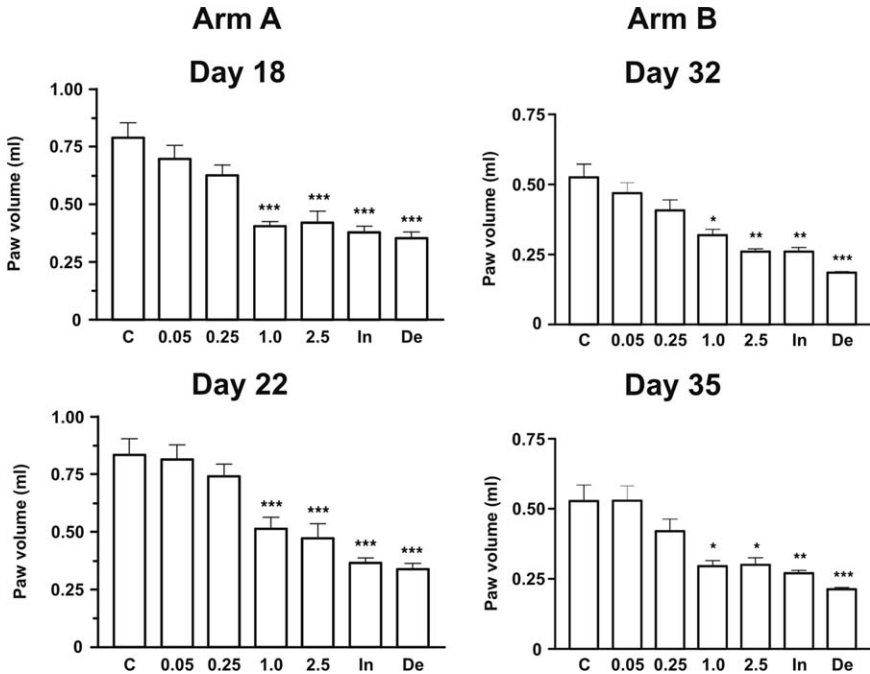 Arm A
Arm B
Day 18
1.00
0.75
0.50
0.25
0
Paw volume (ml)
*** *** *** ***
C 0.05 0.25 1.0 2.5 In De
Day 32
0.75
0.50
0.25
0
Paw volume (ml)
* ** ** ***
C 0.05 0.25 1.0 2.5 In De
Day 22
1.00
0.75
0.50
0.25
0
Paw volume (ml)
*** *** *** ***
C 0.05 0.25 1.0 2.5 In De
Day 35
0.75
0.50
0.25
0
Paw volume (ml)
* * ** ***
C 0.05 0.25 1.0 2.5 In De